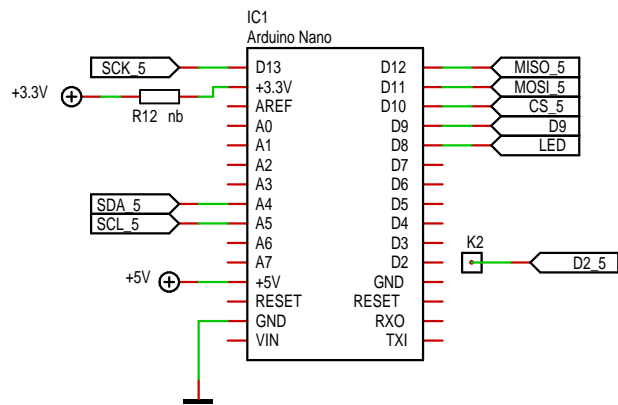 IC1
Arduino Nano
SCK_5
D13
D12
MISO_5
+3.3V
+3.3V
D11
MOSI_5
R12 nb
AREF
D10
CS_5
A0
D9
D9
A1
D8
LED
A2
D7
A3
D6
SDA_5
A4
D5
SCL_5
A5
D4
A6
D3
K2
A7
D2
D2_5
+5V
+5V
GND
RESET
RESET
GND
RXO
VIN
TXI